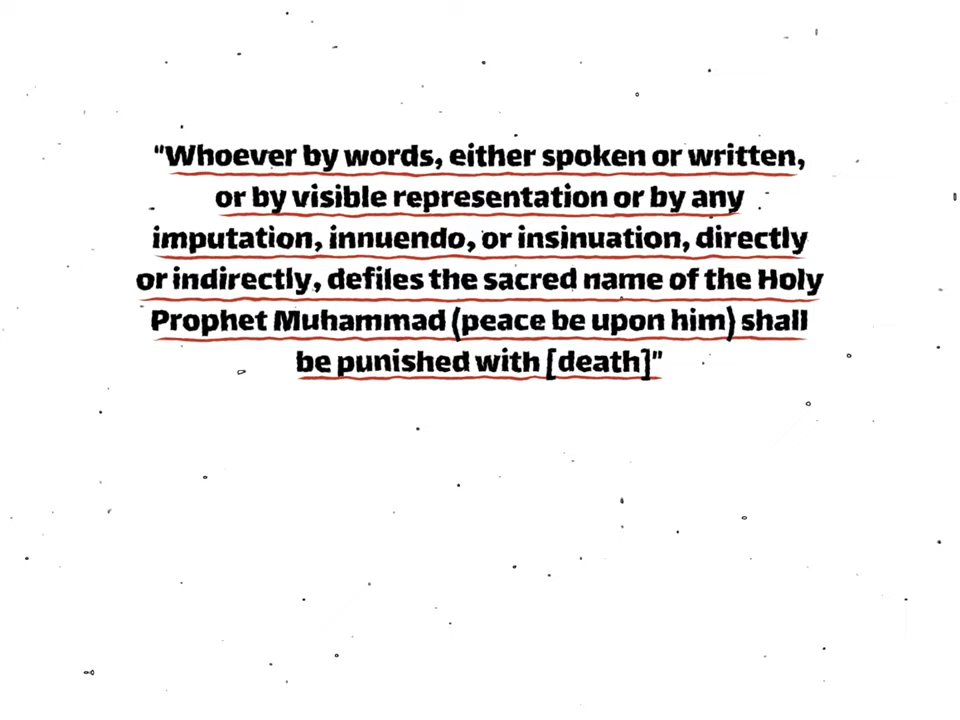 "Whoever by words, either spoken or written,
or by visible representation or by any
imputation, innuendo, or insinuation, directly
or indirectly, defiles the sacred name of the Holy
Prophet Muhammad (peace be upon him) shall
be punished with [death]"